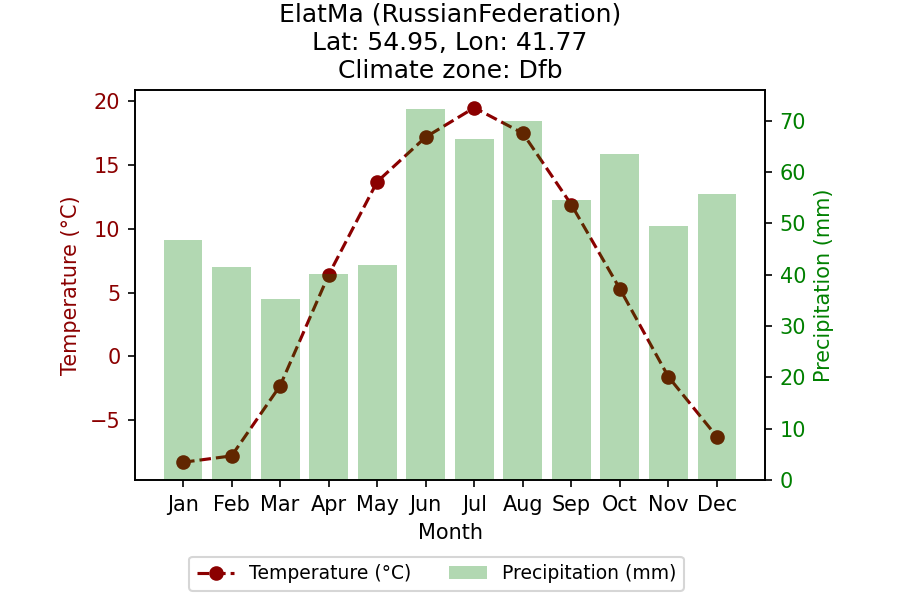 ElatMa (RussianFederation)
Lat: 54.95, Lon: 41.77
Climate zone: Dfb
20
15
10
5
0
−5
Temperature (°C)
70
60
50
40
30
20
10
0
Precipitation (mm)
Jan Feb Mar Apr May Jun Jul Aug Sep Oct Nov Dec
Month
Temperature (°C) Precipitation (mm)